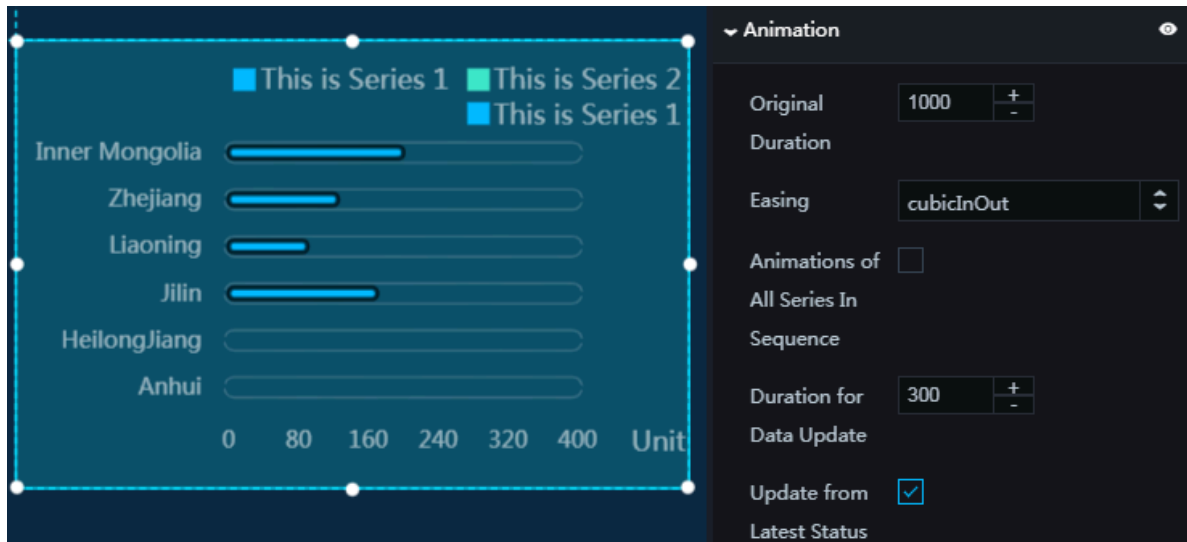 This is Series 1 This is Series 2
This is Series 1
Inner Mongolia
Zhejiang
Liaoning
Jilin
HeilongJiang
Anhui
0 80 160 240 320 400 Unit
Animation
Original
Duration
1000 + -
Easing
cubicInOut
Animations of
All Series In
Sequence
Duration for
Data Update
300 + -
Update from
Latest Status